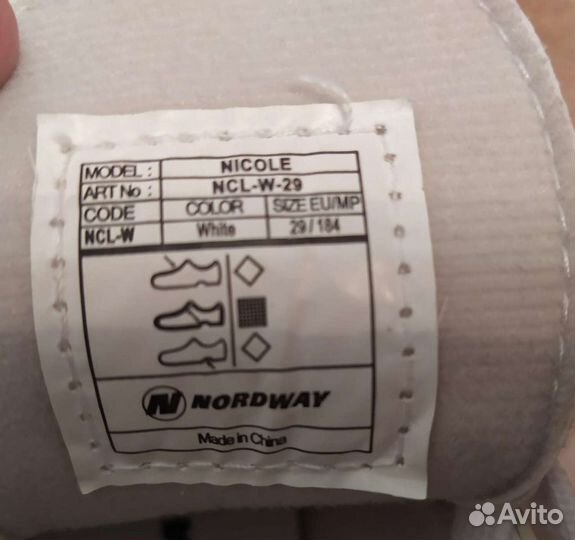 MODEL : NICOLE
ART No : NCL-W-29
CODE COLOR SIZE EU/MP
NCL-W White 29 / 184
N NORDWAY
Made in China
Avito